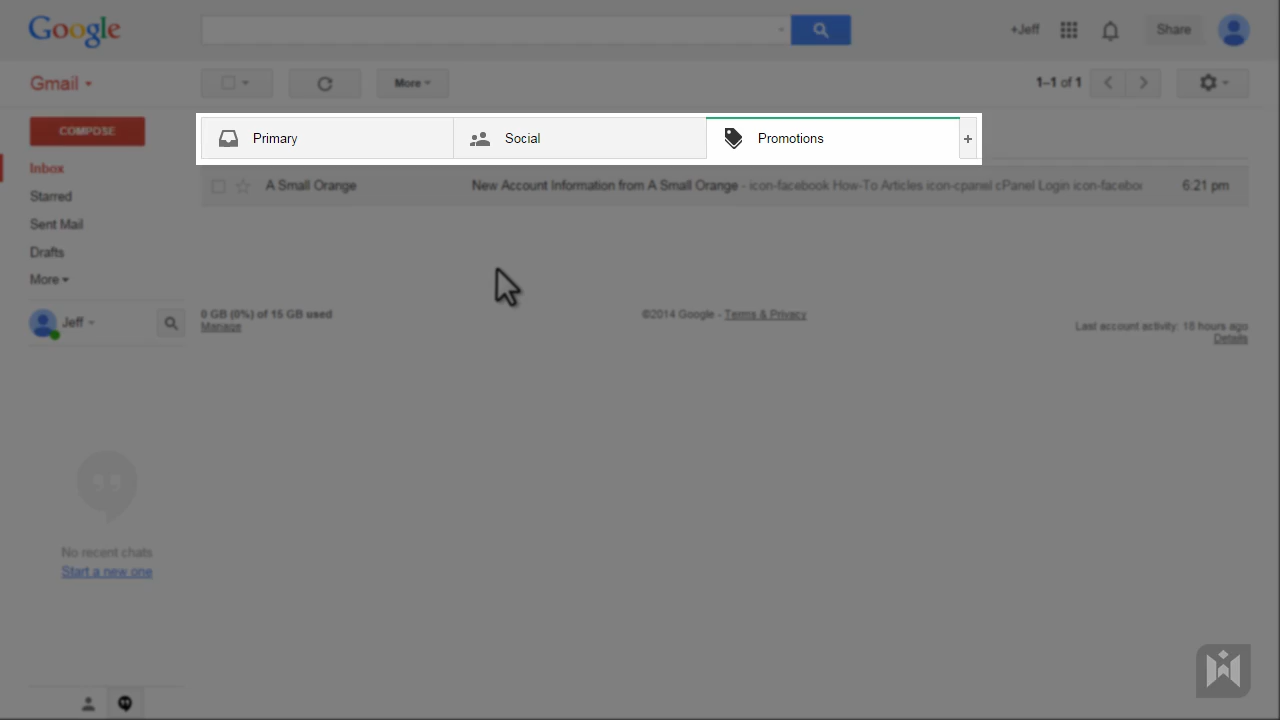 Google
+Jeff
Share
Gmail
More
1–1 of 1
COMPOSE
Primary
Social
Promotions
+
Inbox
A Small Orange
New Account Information from A Small Orange - icon-facebook How-To Articles icon-cpanel cPanel Login icon-facebo
6:21 pm
Starred
Sent Mail
Drafts
More
Jeff
0 GB (0%) of 15 GB used
Manage
©2014 Google - Terms & Privacy
Last account activity: 18 hours ago
Details
No recent chats
Start a new one